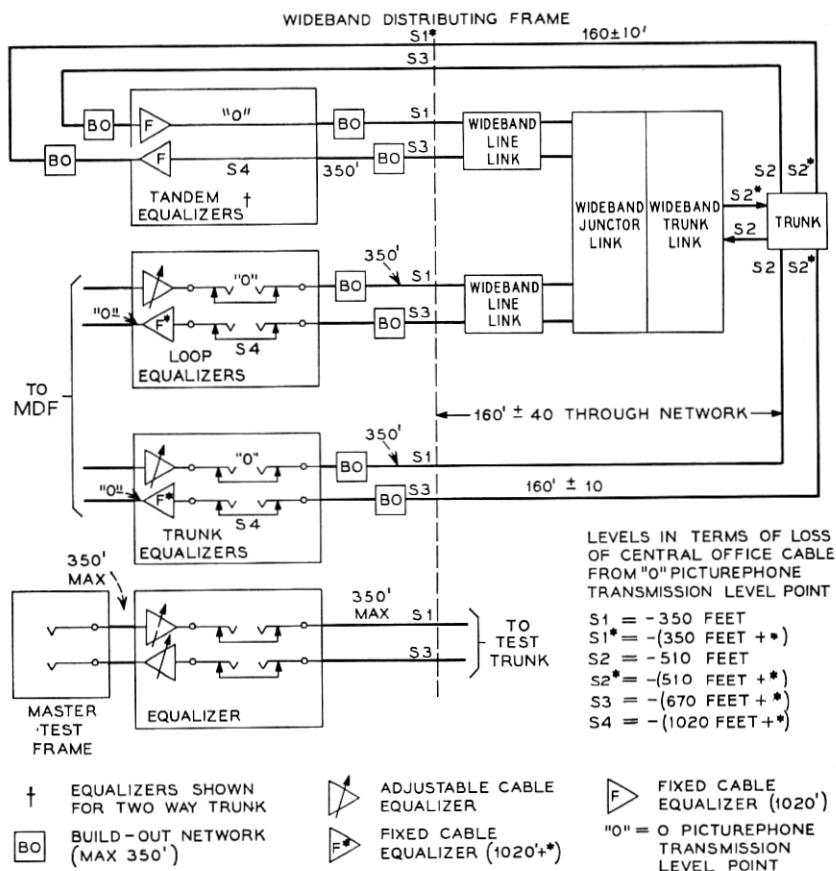 WIDEBAND DISTRIBUTING FRAME
S1*
160±10'
S3
BO
F
"0"
BO
S1
BO
F
S4
350'
BO
S3
TANDEM
EQUALIZERS †
WIDEBAND
LINE
LINK
WIDEBAND
JUNCTOR
LINK
WIDEBAND
TRUNK
LINK
S2
S2*
S2*
S2
TRUNK
S2
S2*
350'
"0"
BO
S1
"0"
F*
S4
BO
S3
LOOP
EQUALIZERS
WIDEBAND
LINE
LINK
TO
MDF
160' ± 40 THROUGH NETWORK
350'
"0"
BO
S1
"0"
F*
S4
BO
S3
160' ± 10
TRUNK
EQUALIZERS
350'
MAX
350'
MAX
S1
S3
TO
TEST
TRUNK
EQUALIZER
MASTER
TEST
FRAME
LEVELS IN TERMS OF LOSS
OF CENTRAL OFFICE CABLE
FROM "0" PICTUREPHONE
TRANSMISSION LEVEL POINT
S1 = -350 FEET
S1* = -(350 FEET + *)
S2 = -510 FEET
S2* = -(510 FEET + *)
S3 = -(670 FEET + *)
S4 = -(1020 FEET + *)
† EQUALIZERS SHOWN
FOR TWO WAY TRUNK
BO BUILD-OUT NETWORK
(MAX 350')
ADJUSTABLE CABLE
EQUALIZER
F* FIXED CABLE
EQUALIZER (1020'+*)
F FIXED CABLE
EQUALIZER (1020')
"0" = 0 PICTUREPHONE
TRANSMISSION
LEVEL POINT